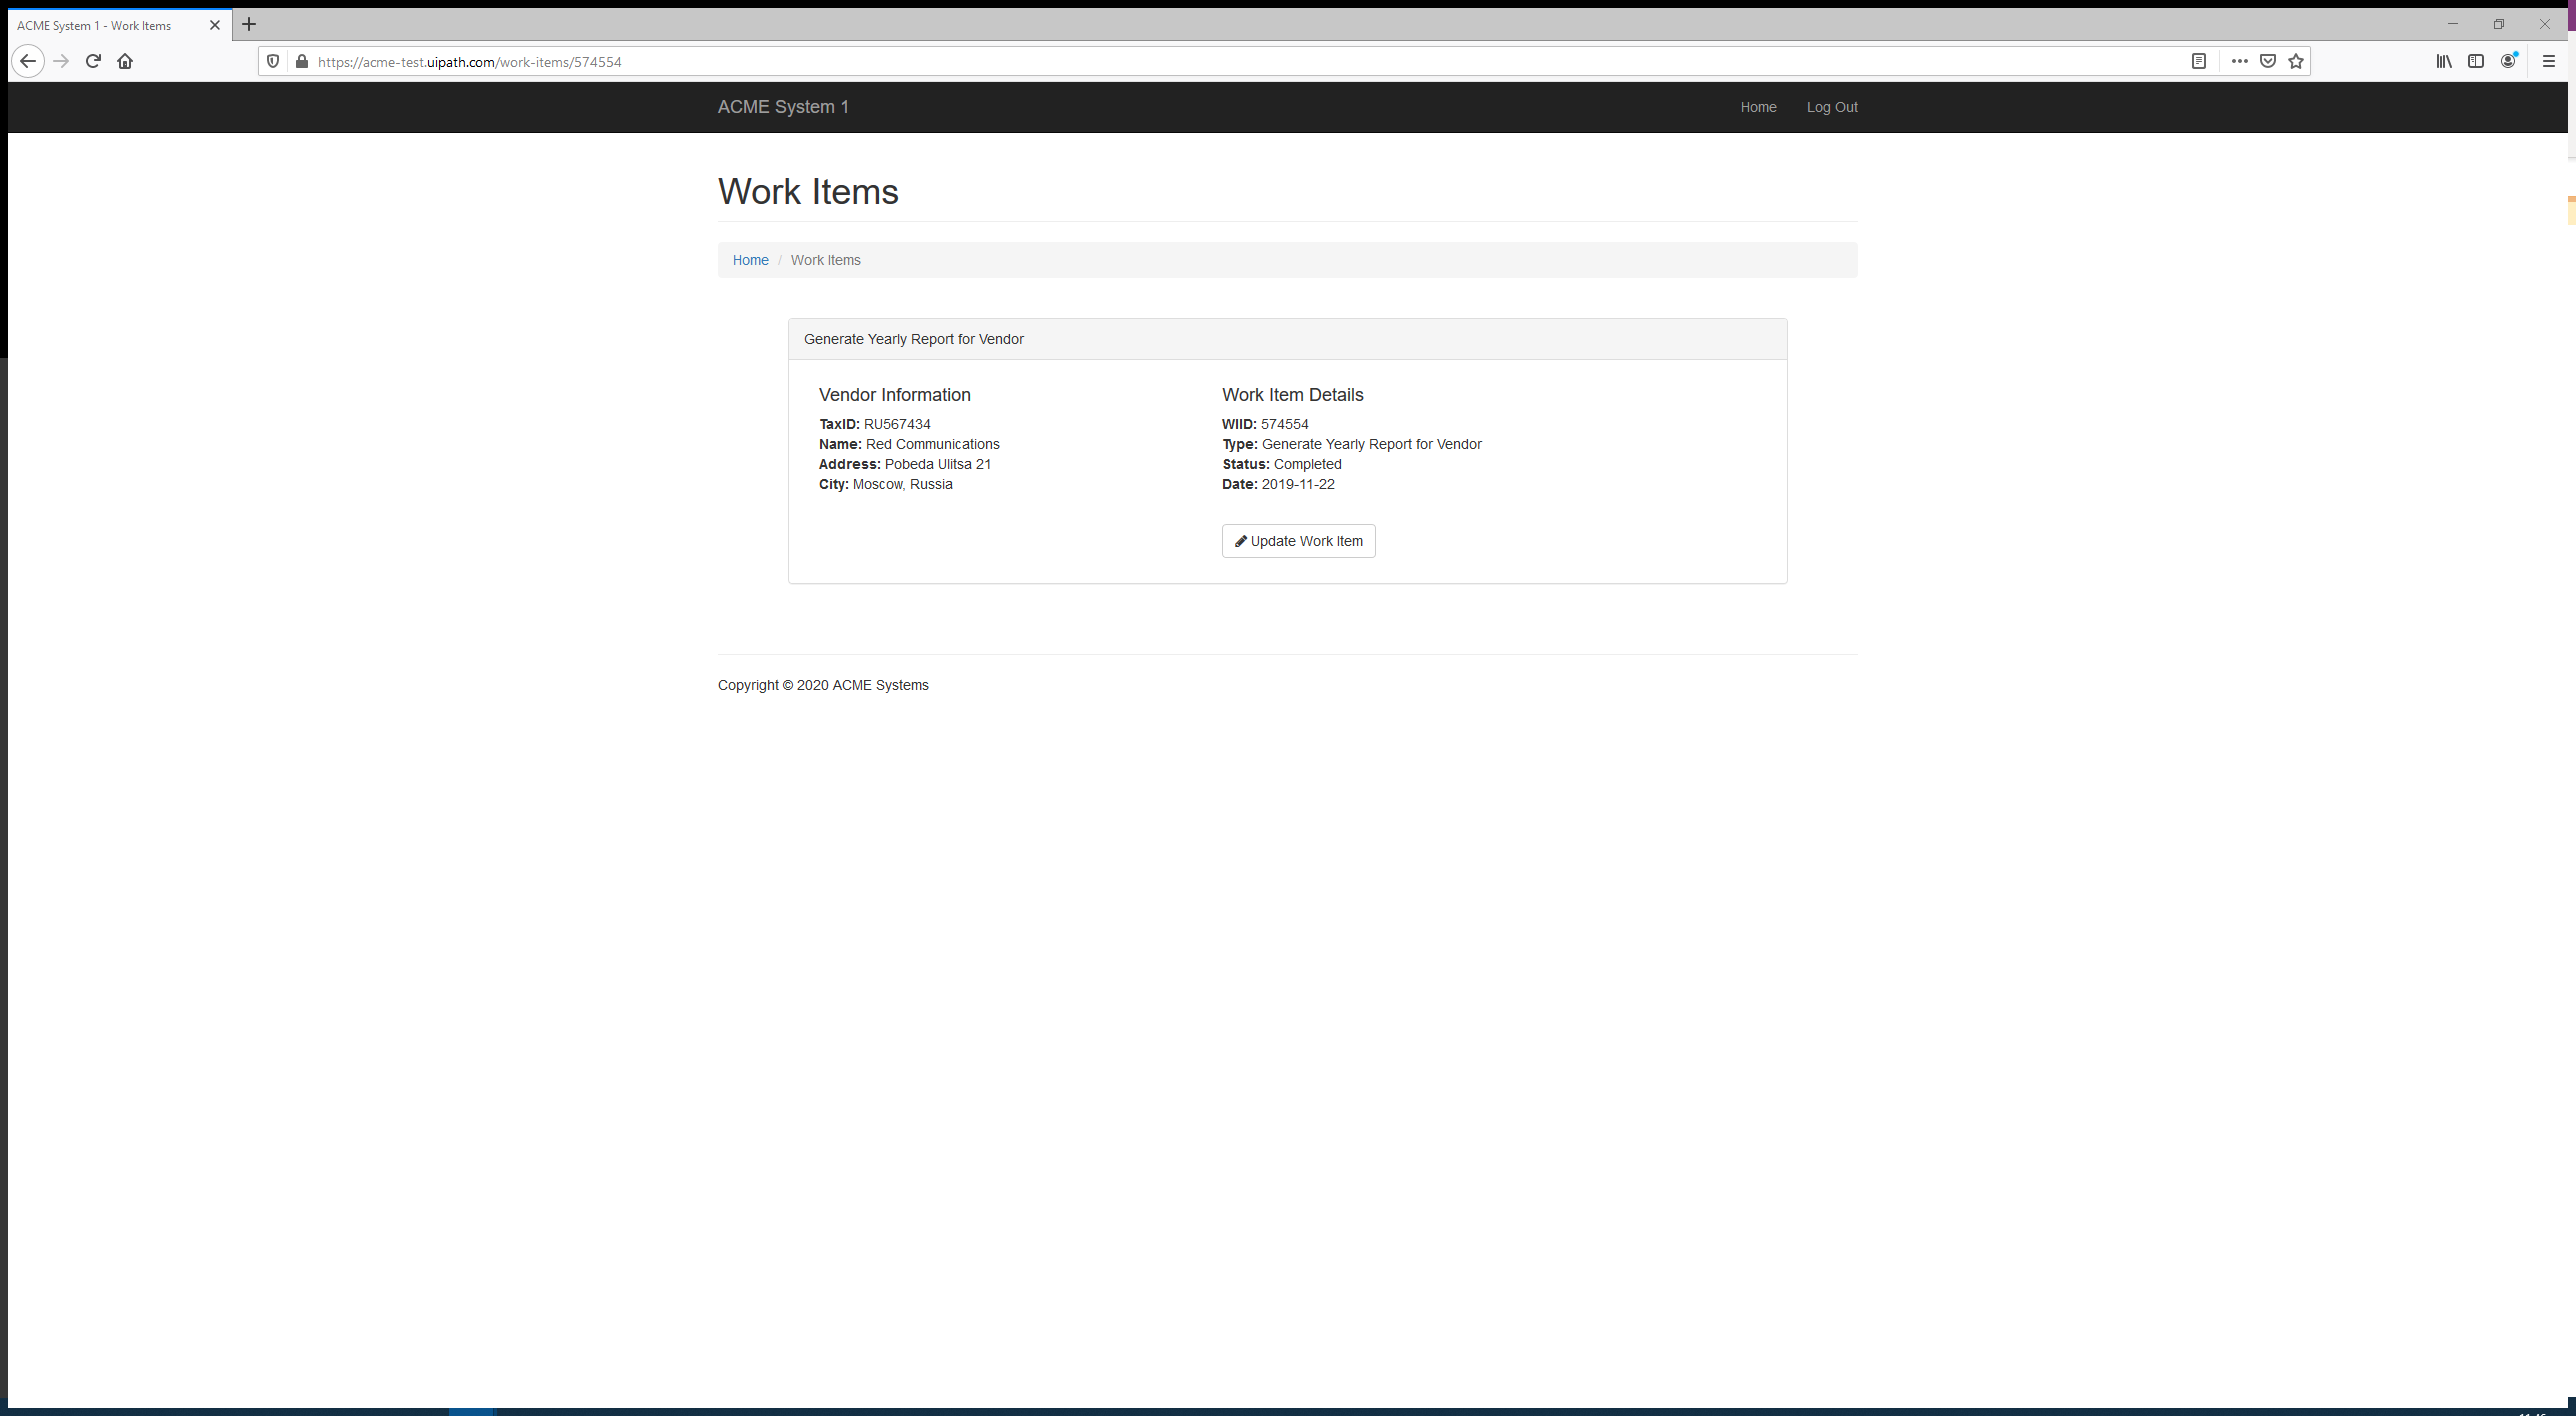 ACME System 1 - Work Items
https://acme-test.uipath.com/work-items/574554
ACME System 1
Home
Log Out
Work Items
Home / Work Items
Generate Yearly Report for Vendor
Vendor Information
TaxID: RU567434
Name: Red Communications
Address: Pobeda Ulitsa 21
City: Moscow, Russia
Work Item Details
WIID: 574554
Type: Generate Yearly Report for Vendor
Status: Completed
Date: 2019-11-22
Update Work Item
Copyright © 2020 ACME Systems